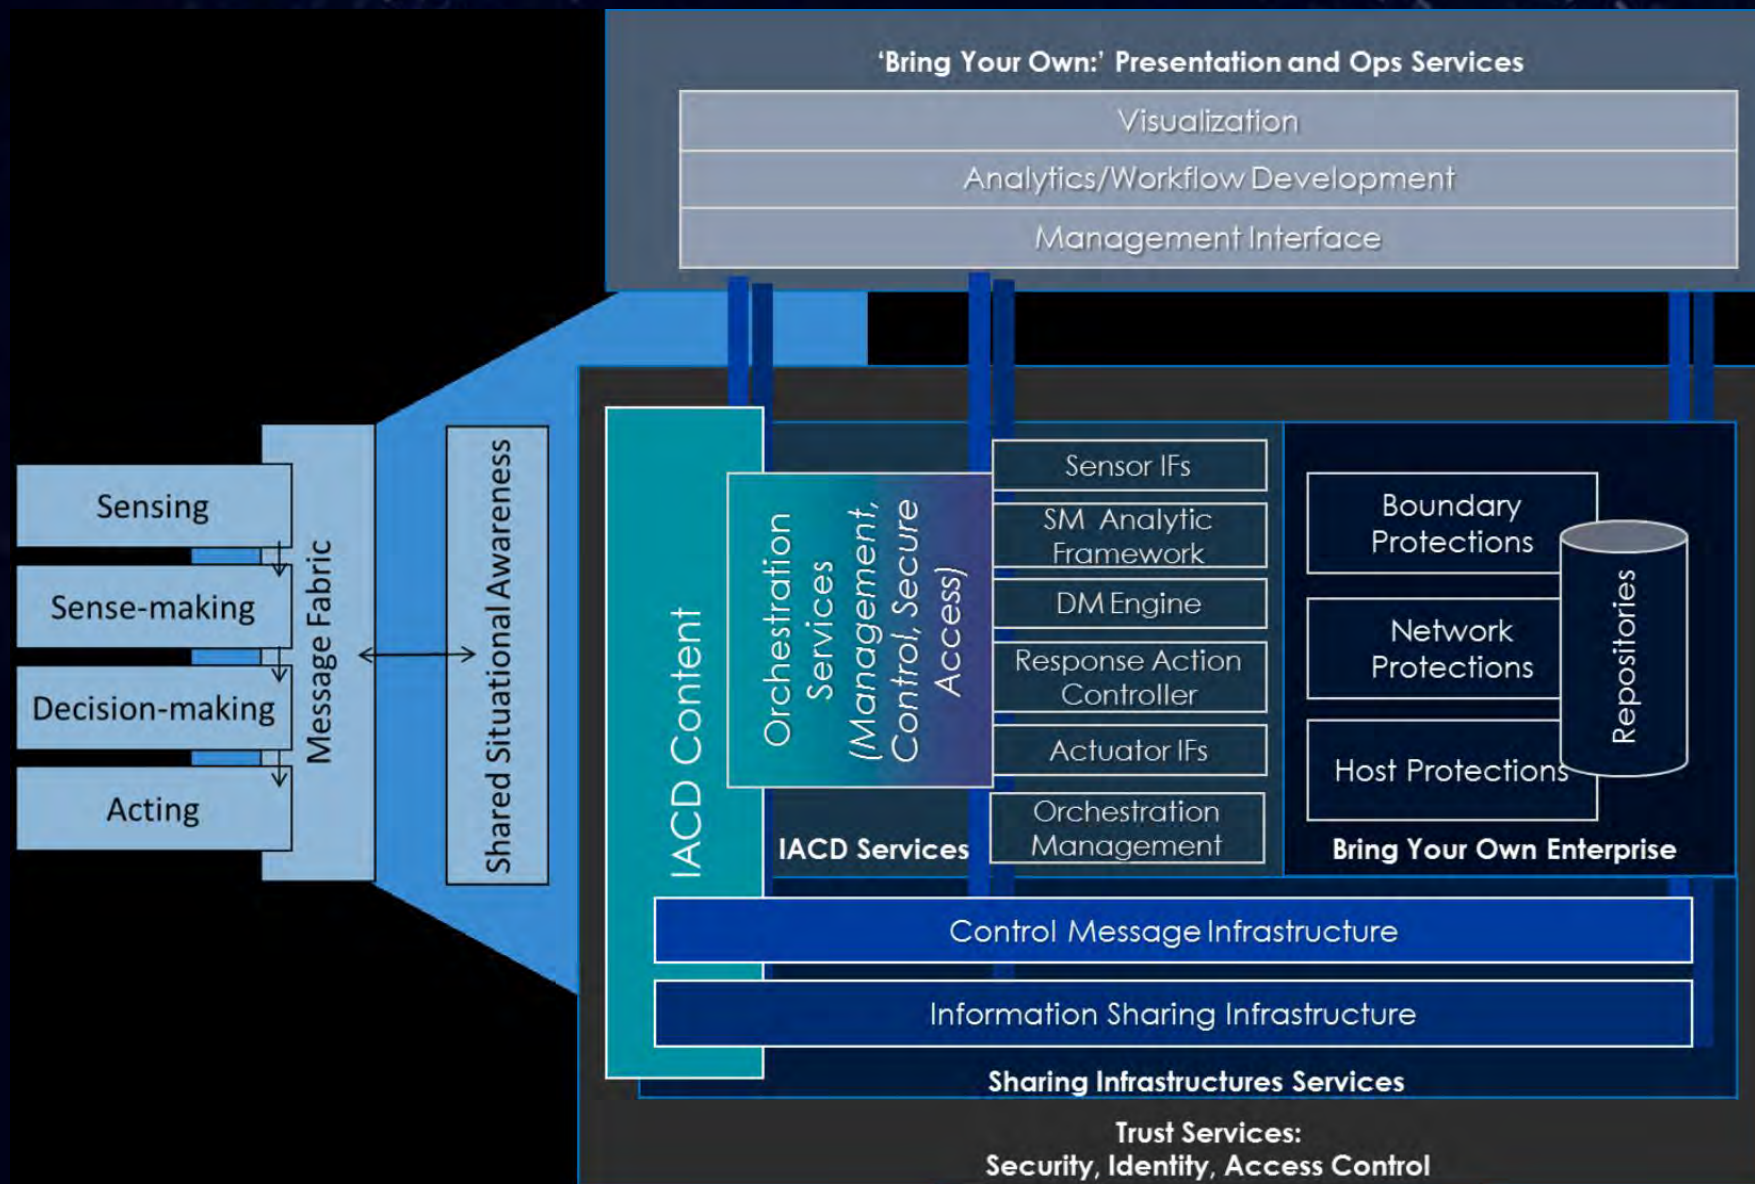 ‘Bring Your Own:’ Presentation and Ops Services
Visualization
Analytics/Workflow Development
Management Interface
Sensing
Sense-making
Decision-making
Acting
Message Fabric
Shared Situational Awareness
IACD Content
Orchestration
Services
(Management,
Control, Secure
Access)
Sensor IFs
SM Analytic
Framework
DM Engine
Response Action
Controller
Actuator IFs
Orchestration
Management
IACD Services
Boundary
Protections
Network
Protections
Host Protections
Repositories
Bring Your Own Enterprise
Control Message Infrastructure
Information Sharing Infrastructure
Sharing Infrastructures Services
Trust Services:
Security, Identity, Access Control